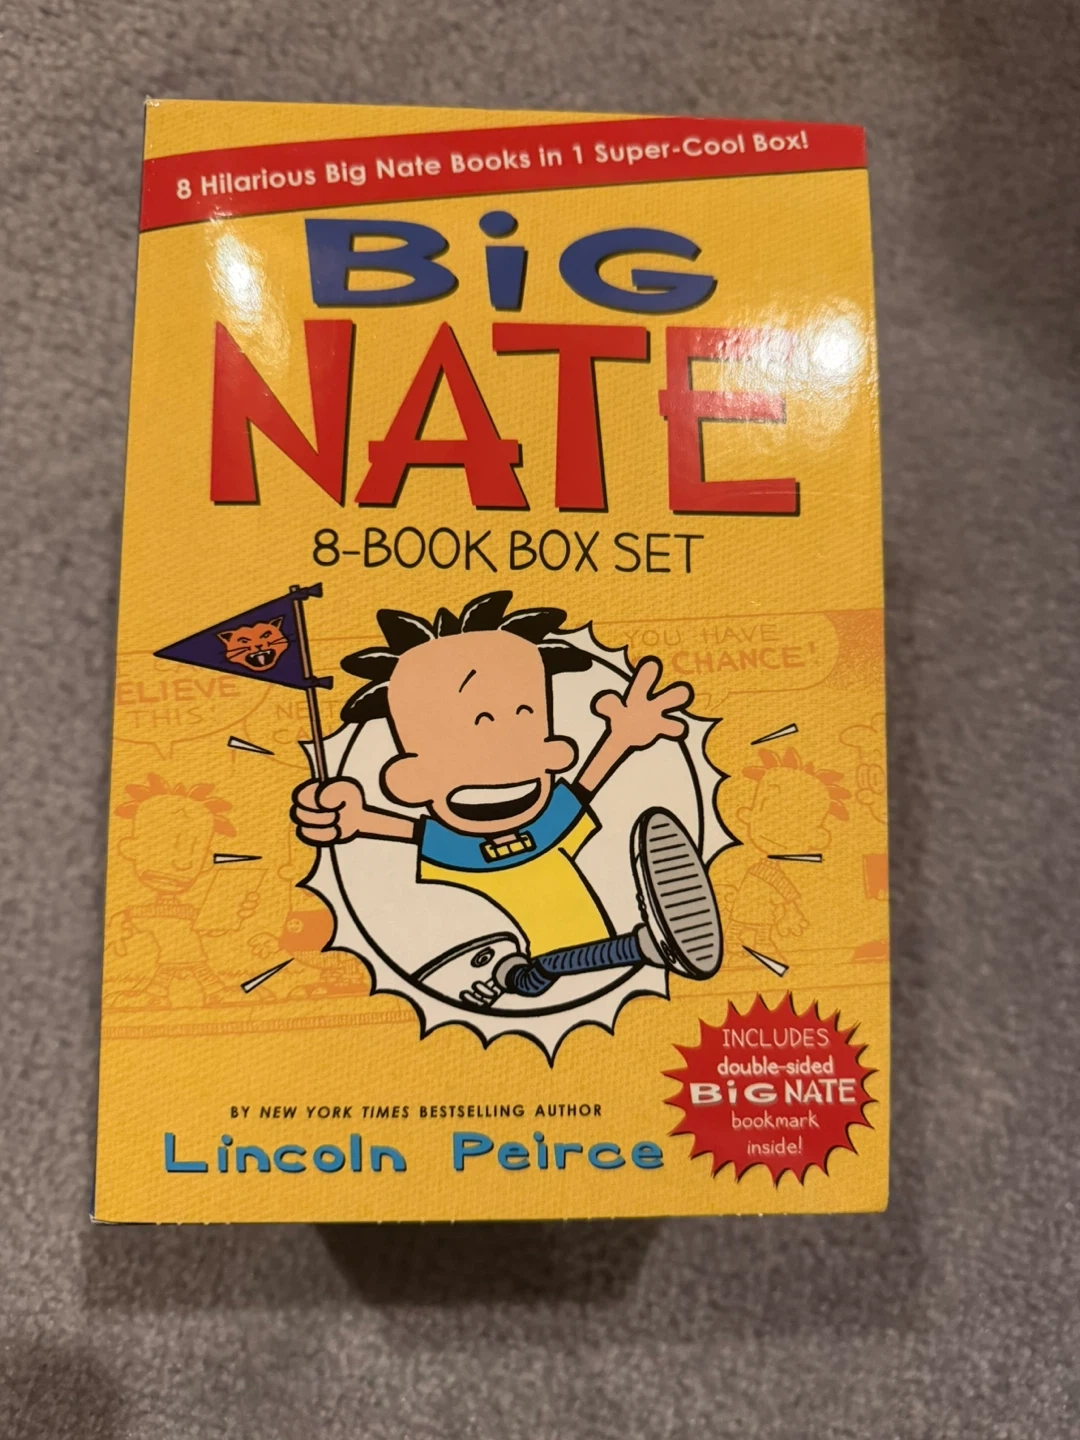 8 Hilarious Big Nate Books in 1 Super-Cool Box!
BiG
NATE
8-BOOK BOX SET
YOU HAVE
CHANCE!
ELIEVE
THIS
BY NEW YORK TIMES BESTSELLING AUTHOR
Lincoln Peirce
INCLUDES
double-sided
BiG NATE
bookmark
inside!